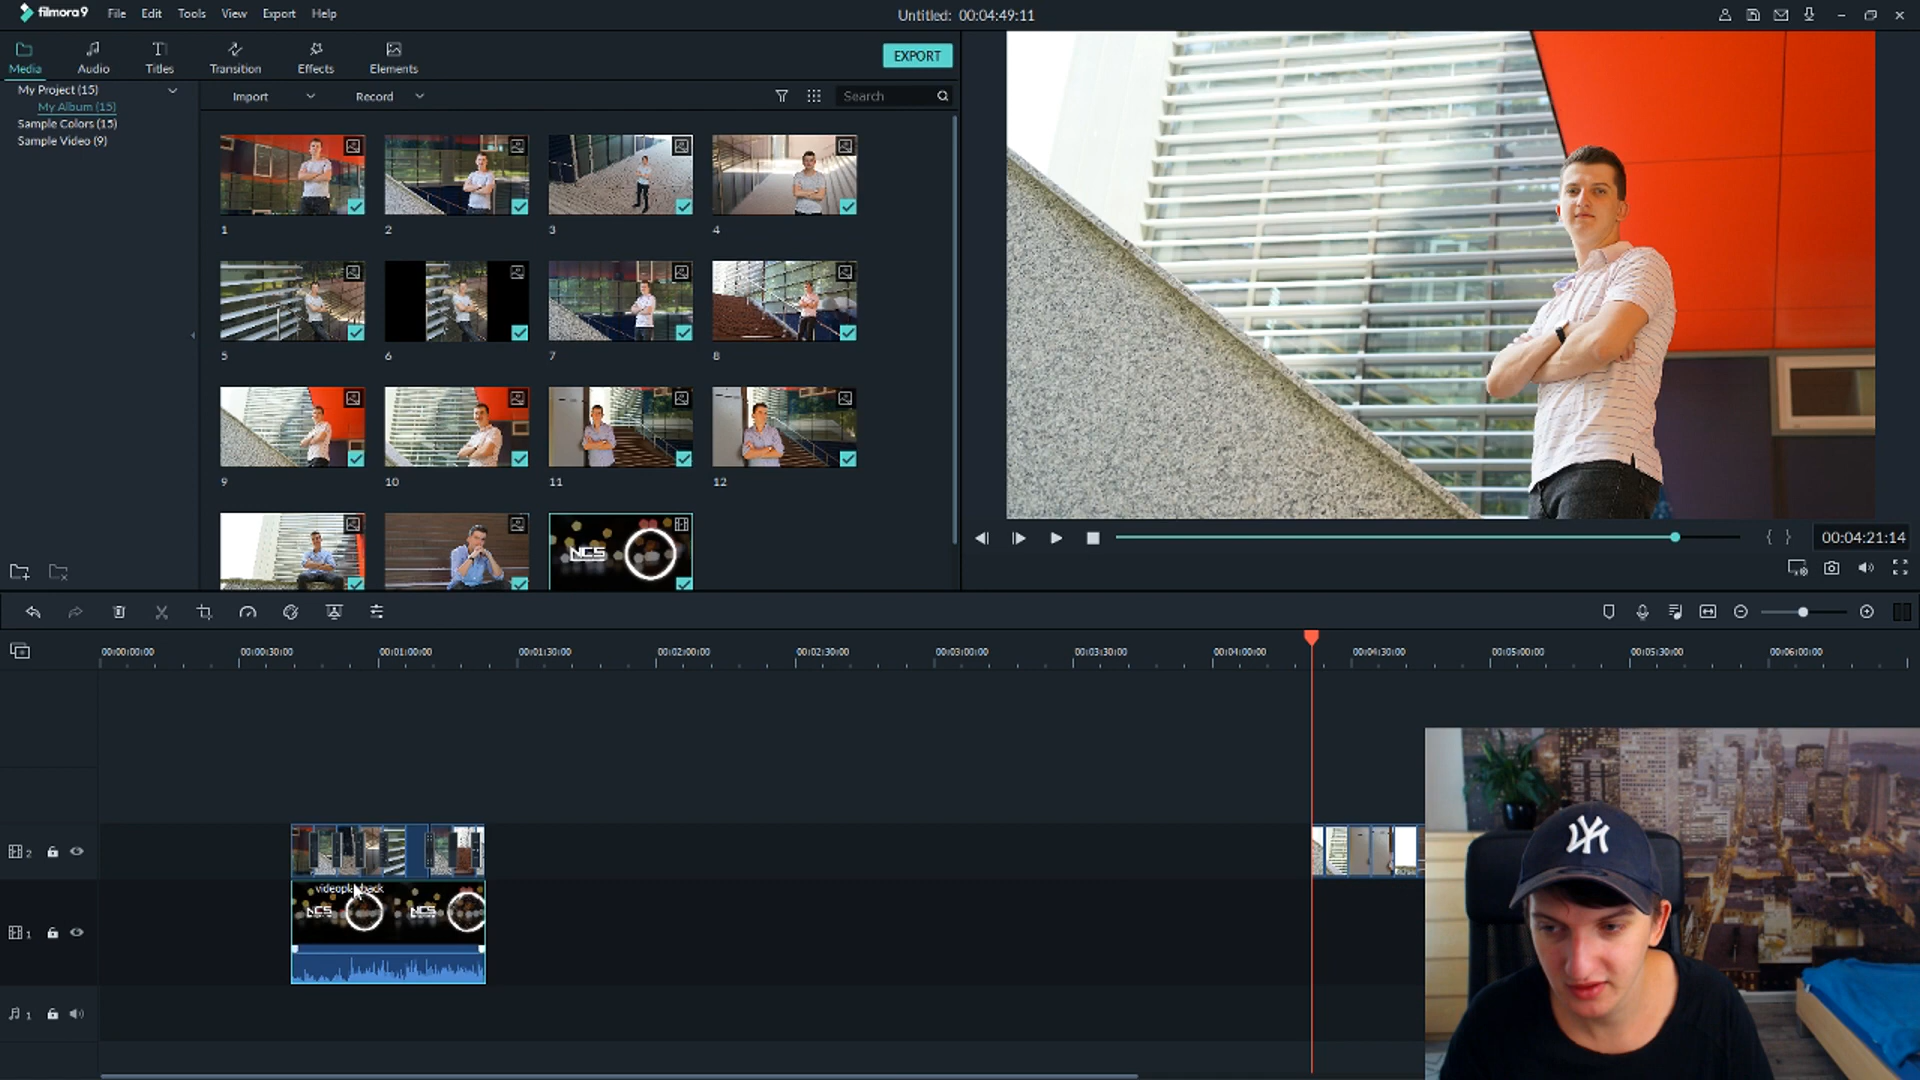 filmora9 File Edit Tools View Export Help
Untitled: 00:04:49:11
Media Audio Titles Transition Effects Elements
EXPORT
My Project (15)
My Album (15)
Sample Colors (15)
Sample Video (9)
Import Record Search
1 2 3 4
5 6 7 8
9 10 11 12
NCS
{ } 00:04:21:14
00:00:00:00 00:00:30:00 00:01:00:00 00:01:30:00 00:02:00:00 00:02:30:00 00:03:00:00 00:03:30:00 00:04:00:00 00:04:30:00 00:05:00:00 00:05:30:00 00:06:00:00
2
videoplayback
NCS NCS
1
1
NY